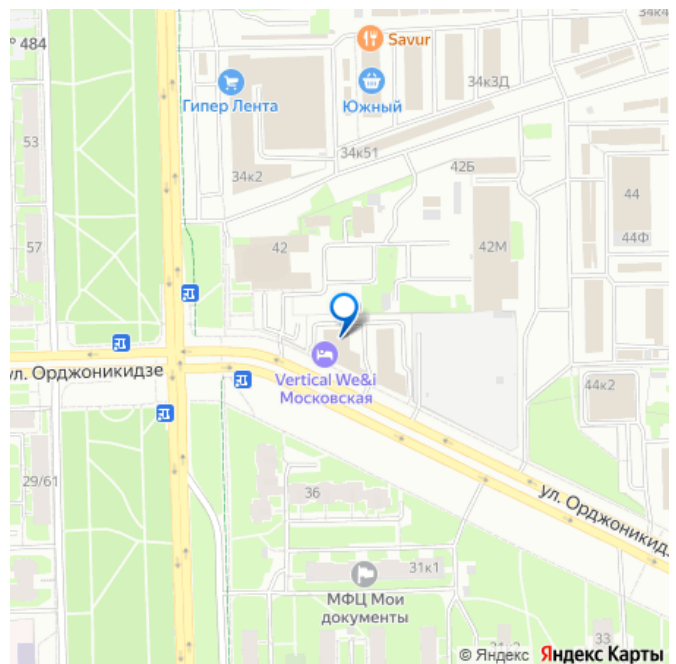 34к4
№ 484
Savur
34к3Д
Гипер Лента
Южный
53
34к51
34к2
42Б
44
57
42
42М
44Ф
ул. Орджоникидзе
Vertical We&i
Московская
44к2
29/61
36
ул. Орджоникидз
31к1
МФЦ Мои
документы
33
© Яндекс Яндекс Карты